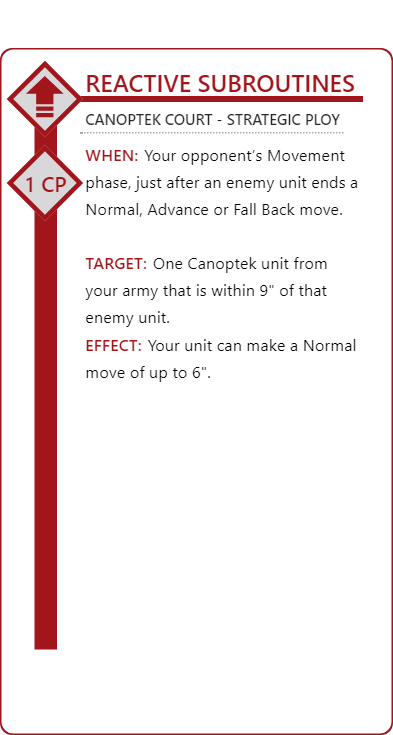 REACTIVE SUBROUTINES
CANOPTEK COURT - STRATEGIC PLOY
1 CP
WHEN: Your opponent's Movement
phase, just after an enemy unit ends a
Normal, Advance or Fall Back move.
TARGET: One Canoptek unit from
your army that is within 9" of that
enemy unit.
EFFECT: Your unit can make a Normal
move of up to 6".